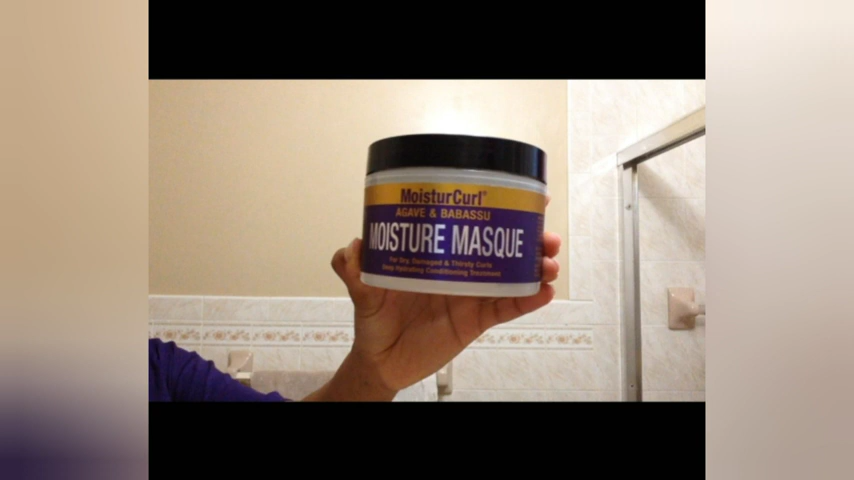 MoisturCurl®
AGAVE & BABASSU
MOISTURE MASQUE
For Dry, Damaged & Thirsty Curls
Deep Hydrating Conditioning Treatment